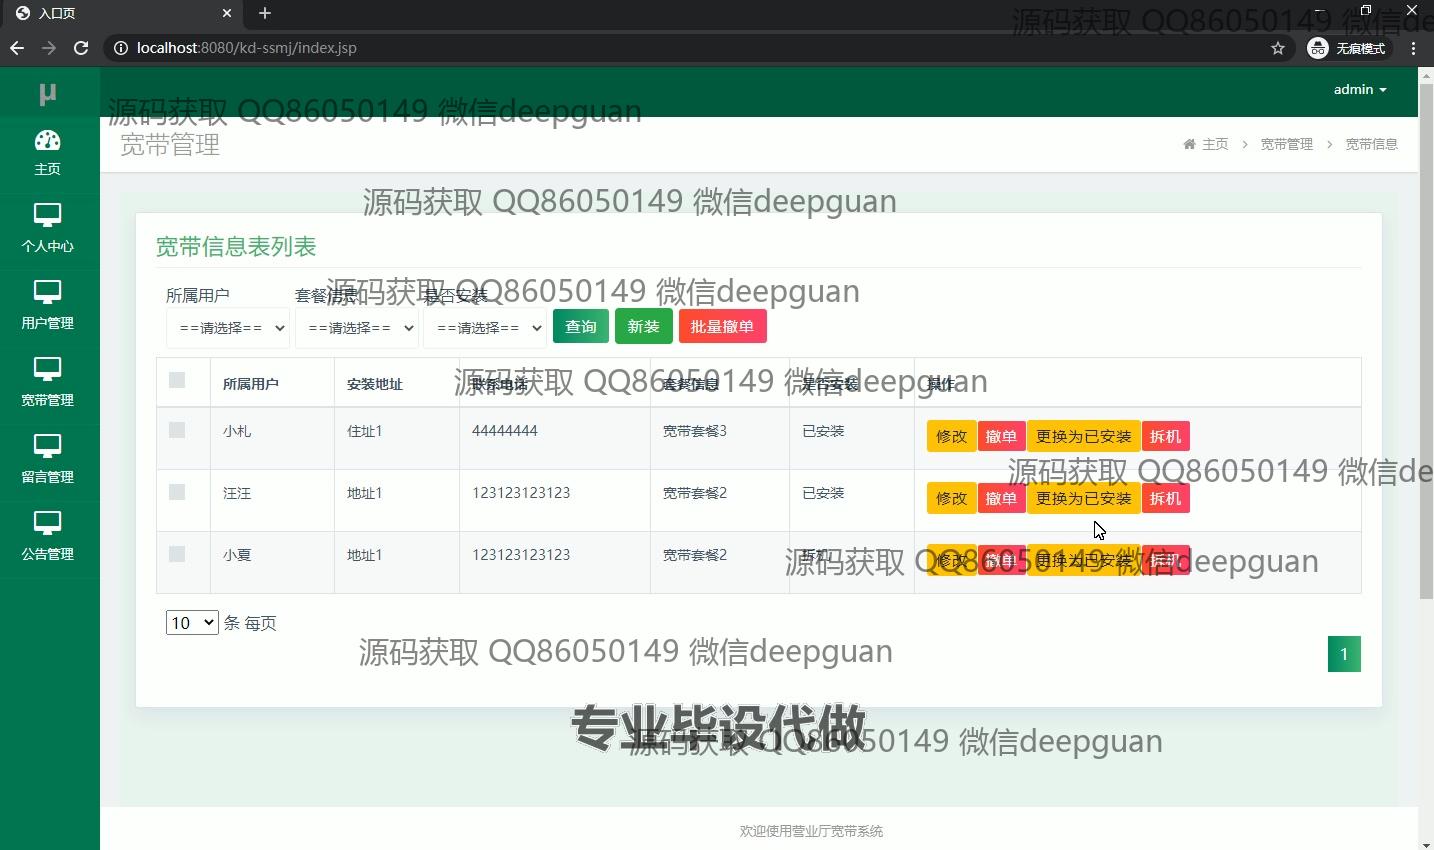 入口页
localhost:8080/kd-ssmj/index.jsp
无痕模式
源码获取 QQ86050149 微信de
μ
admin
源码获取 QQ86050149 微信deepguan
主页
宽带管理
主页 > 宽带管理 > 宽带信息
个人中心
用户管理
宽带管理
留言管理
公告管理
源码获取 QQ86050149 微信deepguan
宽带信息表列表
所属用户 套餐信息 是否安装
源码获取 QQ86050149 微信deepguan
==请选择== ==请选择== ==请选择== 查询 新装 批量撤单
所属用户 安装地址 联系电话 套餐信息 是否安装 操作
源码获取 QQ86050149 微信deepguan
小札 住址1 44444444 宽带套餐3 已安装 修改 撤单 更换为已安装 拆机
源码获取 QQ86050149 微信de
汪汪 地址1 123123123123 宽带套餐2 已安装 修改 撤单 更换为已安装 拆机
小夏 地址1 123123123123 宽带套餐2 拆机 修改 撤单 更换为已安装 拆机
源码获取 QQ86050149 微信deepguan
10 条 每页
源码获取 QQ86050149 微信deepguan
1
专业毕设代做
源码获取 QQ86050149 微信deepguan
欢迎使用营业厅宽带系统